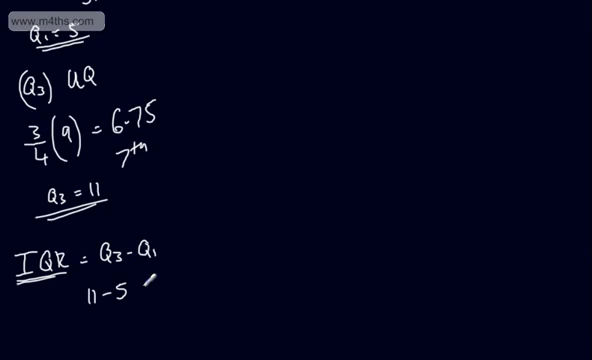 www.m4ths.com
Q₁ = 5
(Q₃) UQ
3/4 (9) = 6.75
7th
Q₃ = 11
IQR = Q₃ - Q₁
11 - 5